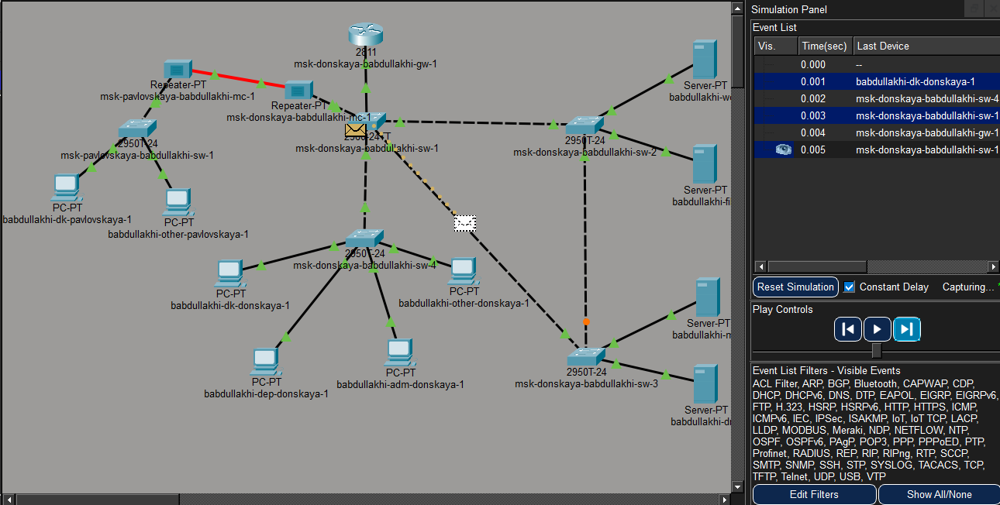 2811
msk-donskaya-babdullakhi-gw-1
Repeater-PT
msk-pavlovskaya-babdullakhi-mc-1
Repeater-PT
msk-donskaya-babdullakhi-mc-1
2950T-24
msk-pavlovskaya-babdullakhi-sw-1
msk-donskaya-babdullakhi-sw-1
2950T-24
msk-donskaya-babdullakhi-sw-2
Server-PT
babdullakhi-we
Server-PT
babdullakhi-fi
PC-PT
babdullakhi-dk-pavlovskaya-1
PC-PT
babdullakhi-other-pavlovskaya-1
2950T-24
msk-donskaya-babdullakhi-sw-4
PC-PT
babdullakhi-dk-donskaya-1
PC-PT
babdullakhi-other-donskaya-1
PC-PT
babdullakhi-dep-donskaya-1
PC-PT
babdullakhi-adm-donskaya-1
2950T-24
msk-donskaya-babdullakhi-sw-3
Server-PT
babdullakhi-m
Server-PT
babdullakhi-d
Simulation Panel
Event List
Vis. Time(sec) Last Device
0.000 --
0.001 babdullakhi-dk-donskaya-1
0.002 msk-donskaya-babdullakhi-sw-4
0.003 msk-donskaya-babdullakhi-sw-1
0.004 msk-donskaya-babdullakhi-gw-1
0.005 msk-donskaya-babdullakhi-sw-1
Reset Simulation Constant Delay Capturing...
Play Controls
Event List Filters - Visible Events
ACL Filter, ARP, BGP, Bluetooth, CAPWAP, CDP,
DHCP, DHCPv6, DNS, DTP, EAPOL, EIGRP, EIGRPv6,
FTP, H.323, HSRP, HSRPv6, HTTP, HTTPS, ICMP,
ICMPv6, IEC, IPSec, ISAKMP, IoT, IoT TCP, LACP,
LLDP, MODBUS, Meraki, NDP, NETFLOW, NTP,
OSPF, OSPFv6, PAgP, POP3, PPP, PPPoED, PTP,
Profinet, RADIUS, REP, RIP, RIPng, RTP, SCCP,
SMTP, SNMP, SSH, STP, SYSLOG, TACACS, TCP,
TFTP, Telnet, UDP, USB, VTP
Edit Filters Show All/None